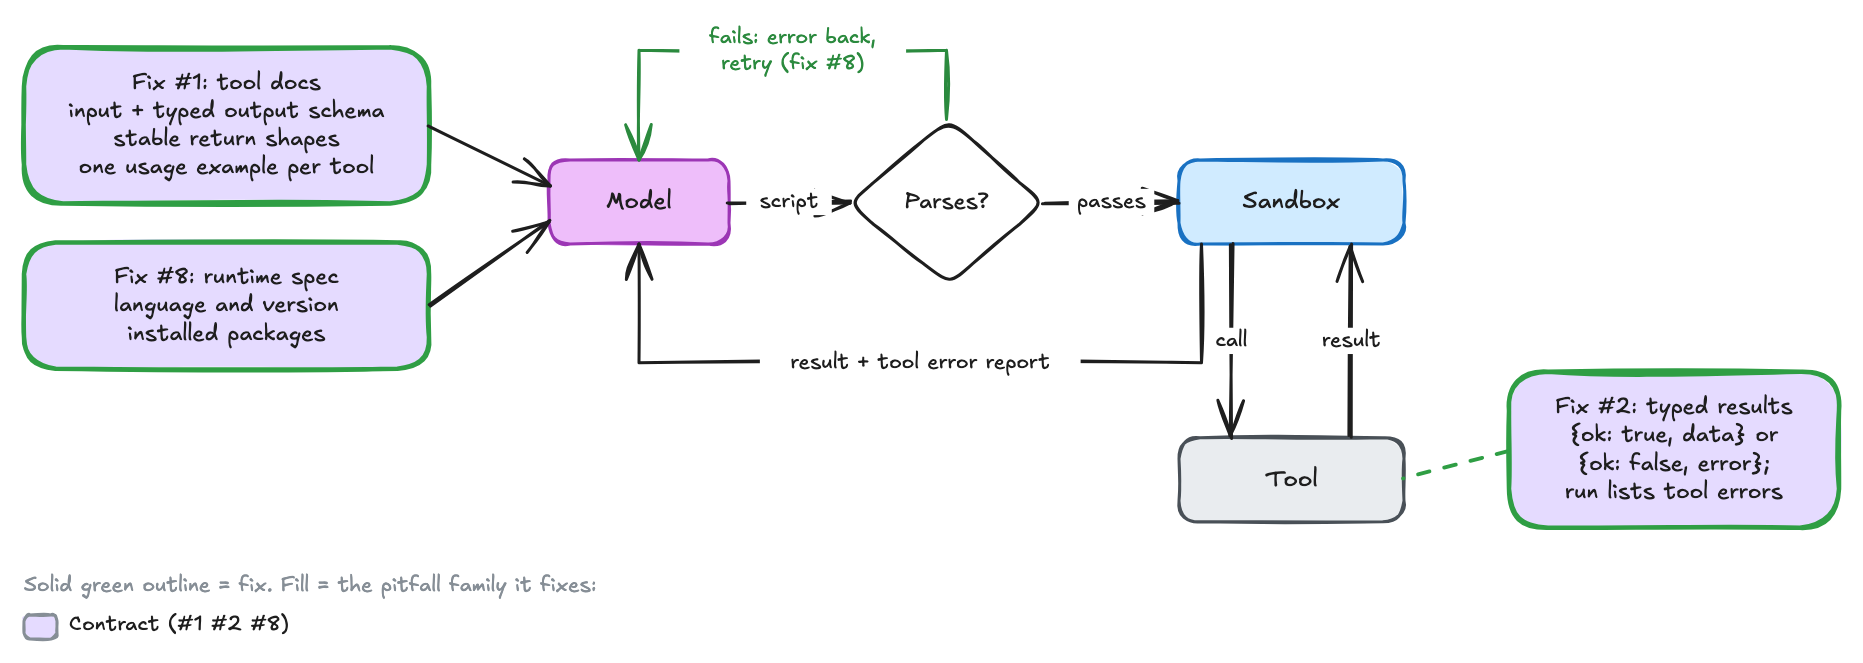 fails: error back,
retry (fix #8)
Fix #1: tool docs
input + typed output schema
stable return shapes
one usage example per tool
Model
script
Parses?
passes
Sandbox
Fix #8: runtime spec
language and version
installed packages
result + tool error report
call
result
Fix #2: typed results
{ok: true, data} or
{ok: false, error};
run lists tool errors
Tool
Solid green outline = fix. Fill = the pitfall family it fixes:
Contract (#1 #2 #8)